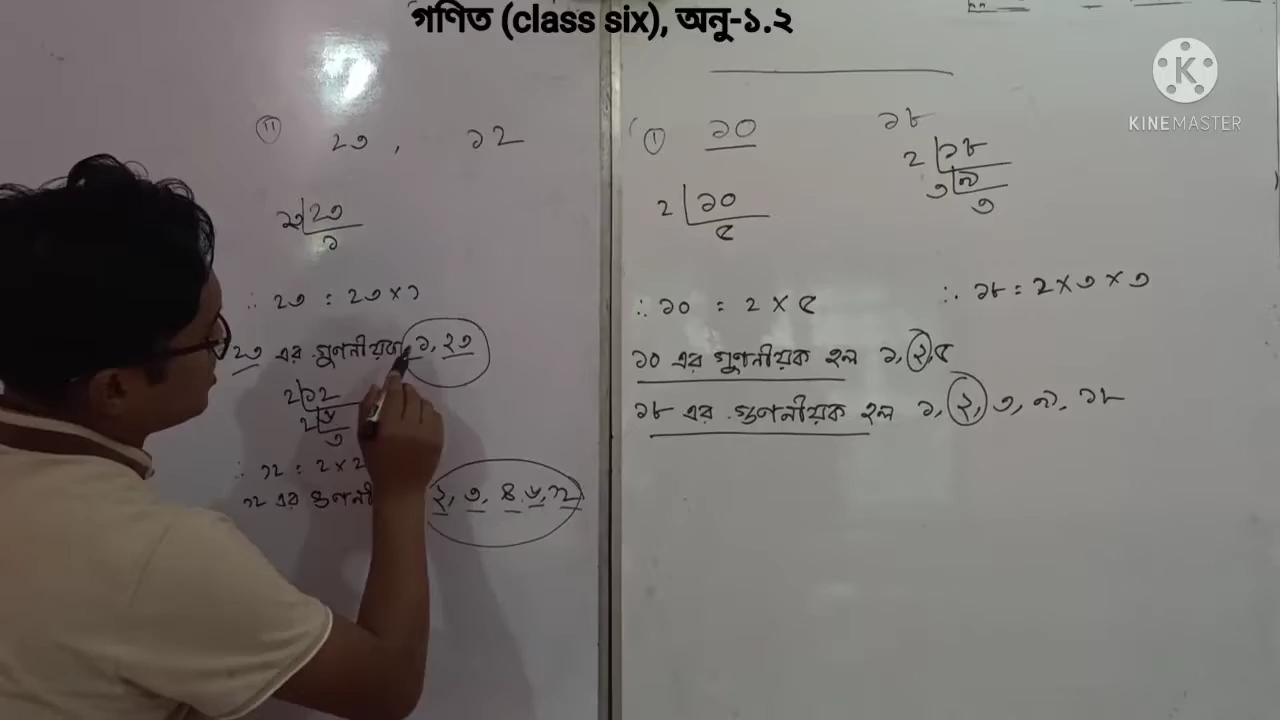 গণিত (class six), অনু-১.২
KINEMASTER
ii
২৩, ১২
২৩ | ২৩
১
∴ ২৩ = ২৩ × ১
২৩ এর গুণনীয়ক ১, ২৩
২ | ১২
২ | ৬
৩
∴ ১২ = ২ × ২
১২ এর ২, ৩, ৪, ৬, ১২
i
১০
২ | ১০
৫
∴ ১০ = ২ × ৫
১৮
২ | ১৮
৩ | ৯
৩
∴ ১৮ = ২ × ৩ × ৩
১০ এর গুণনীয়ক হল ১, ২, ৫
১৮ এর গুণনীয়ক হল ১, ২, ৩, ৯, ১৮